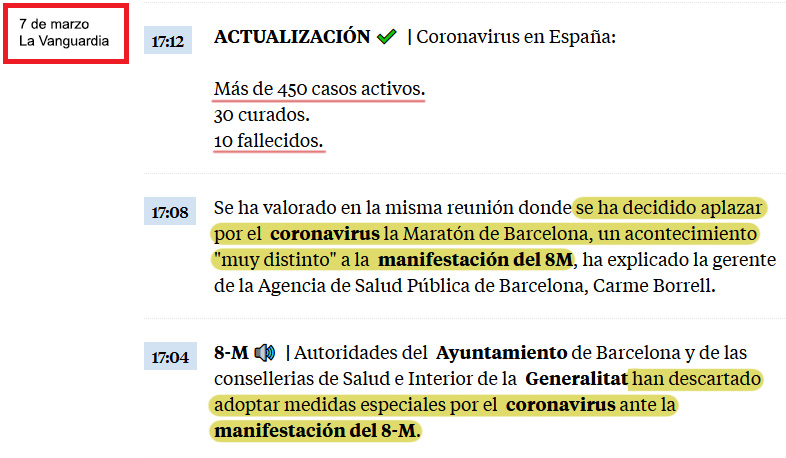 7 de marzo
La Vanguardia
17:12
ACTUALIZACIÓN ✔ | Coronavirus en España:
Más de 450 casos activos.
30 curados.
10 fallecidos.
17:08
Se ha valorado en la misma reunión donde se ha decidido aplazar
por el coronavirus la Maratón de Barcelona, un acontecimiento
"muy distinto" a la manifestación del 8M, ha explicado la gerente
de la Agencia de Salud Pública de Barcelona, Carme Borrell.
17:04
8-M 🔊 | Autoridades del Ayuntamiento de Barcelona y de las
consellerias de Salud e Interior de la Generalitat han descartado
adoptar medidas especiales por el coronavirus ante la
manifestación del 8-M.